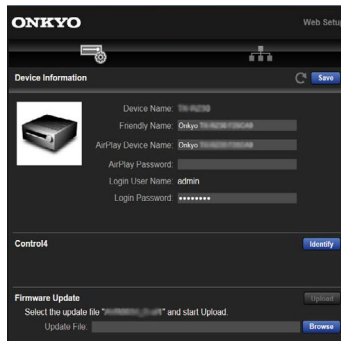 ONKYO
Web Setup
Device Information
Save
Device Name:
Friendly Name: Onkyo
AirPlay Device Name: Onkyo
AirPlay Password:
Login User Name: admin
Login Password: ••••••••
Control4
Identify
Firmware Update
Upload
Select the update file " " and start Upload.
Update File:
Browse